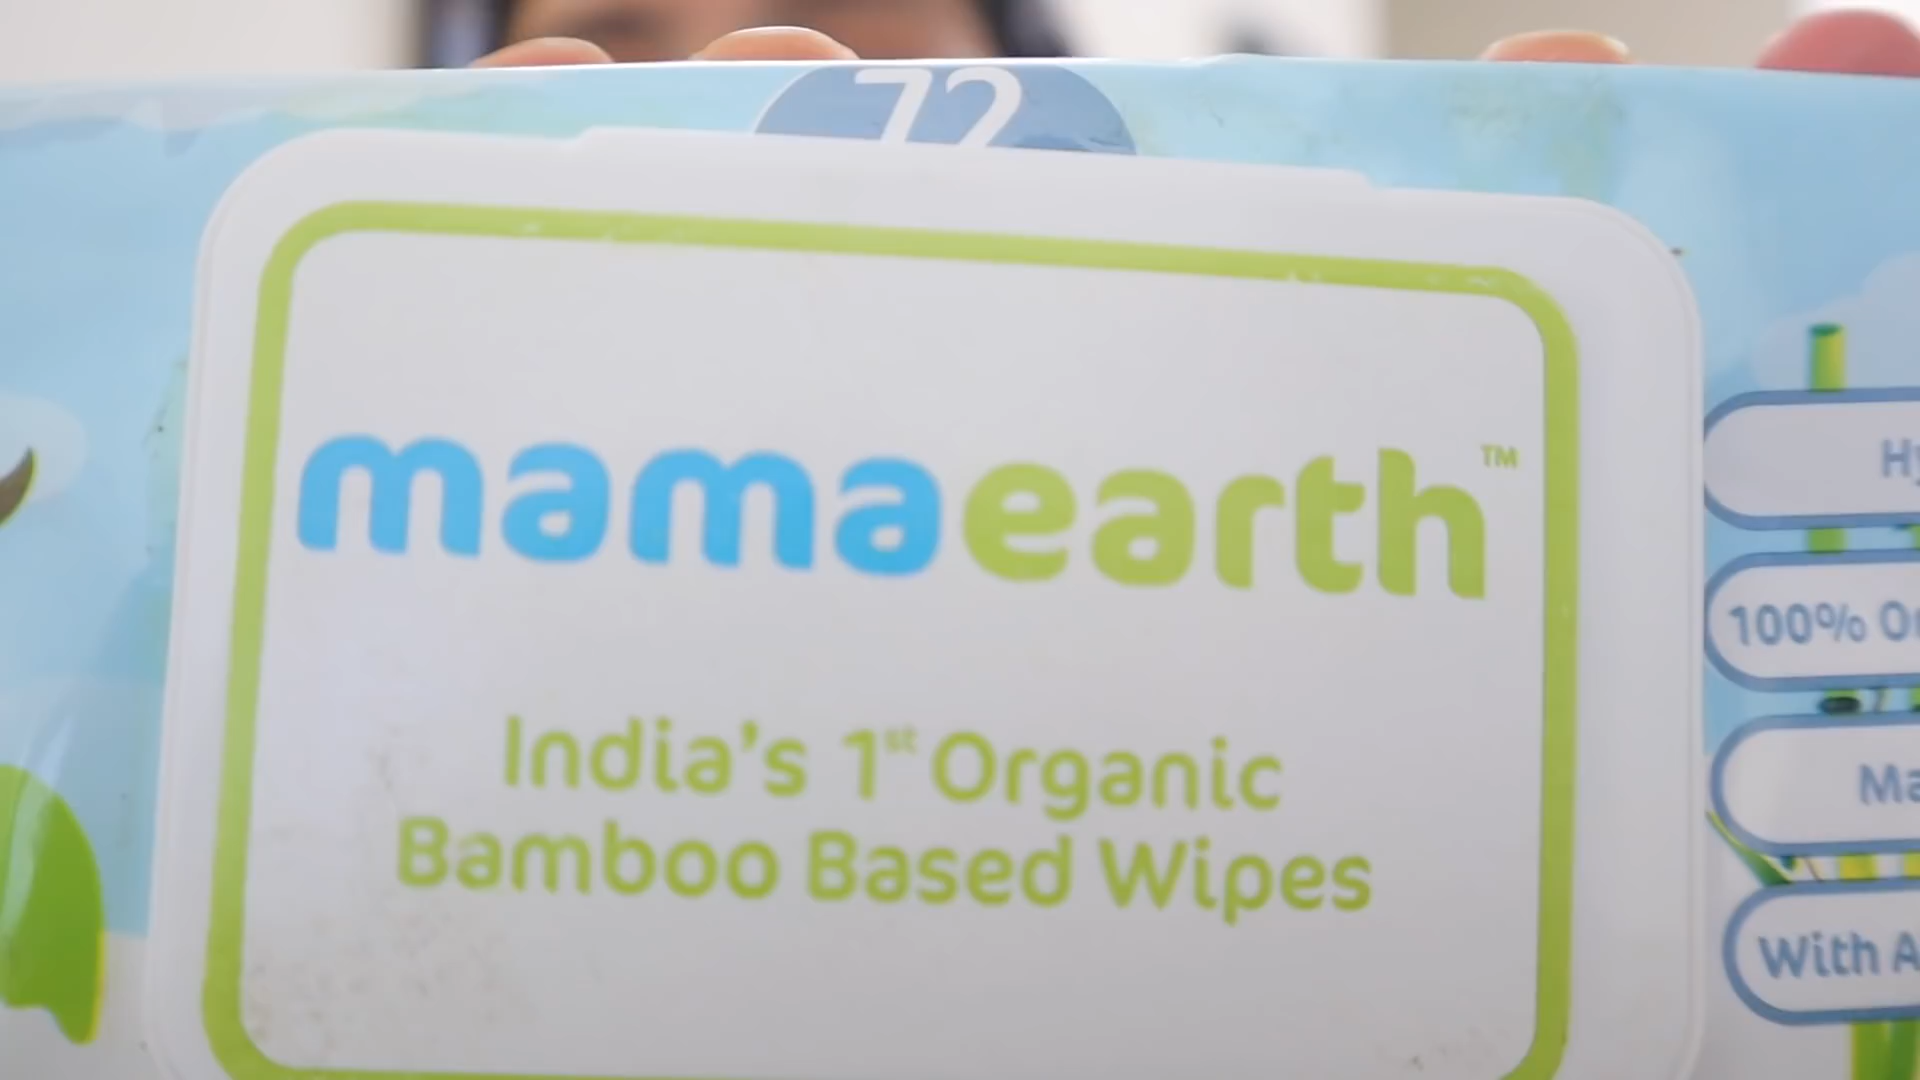 72
mamaearth™
India's 1st Organic
Bamboo Based Wipes
100%
With